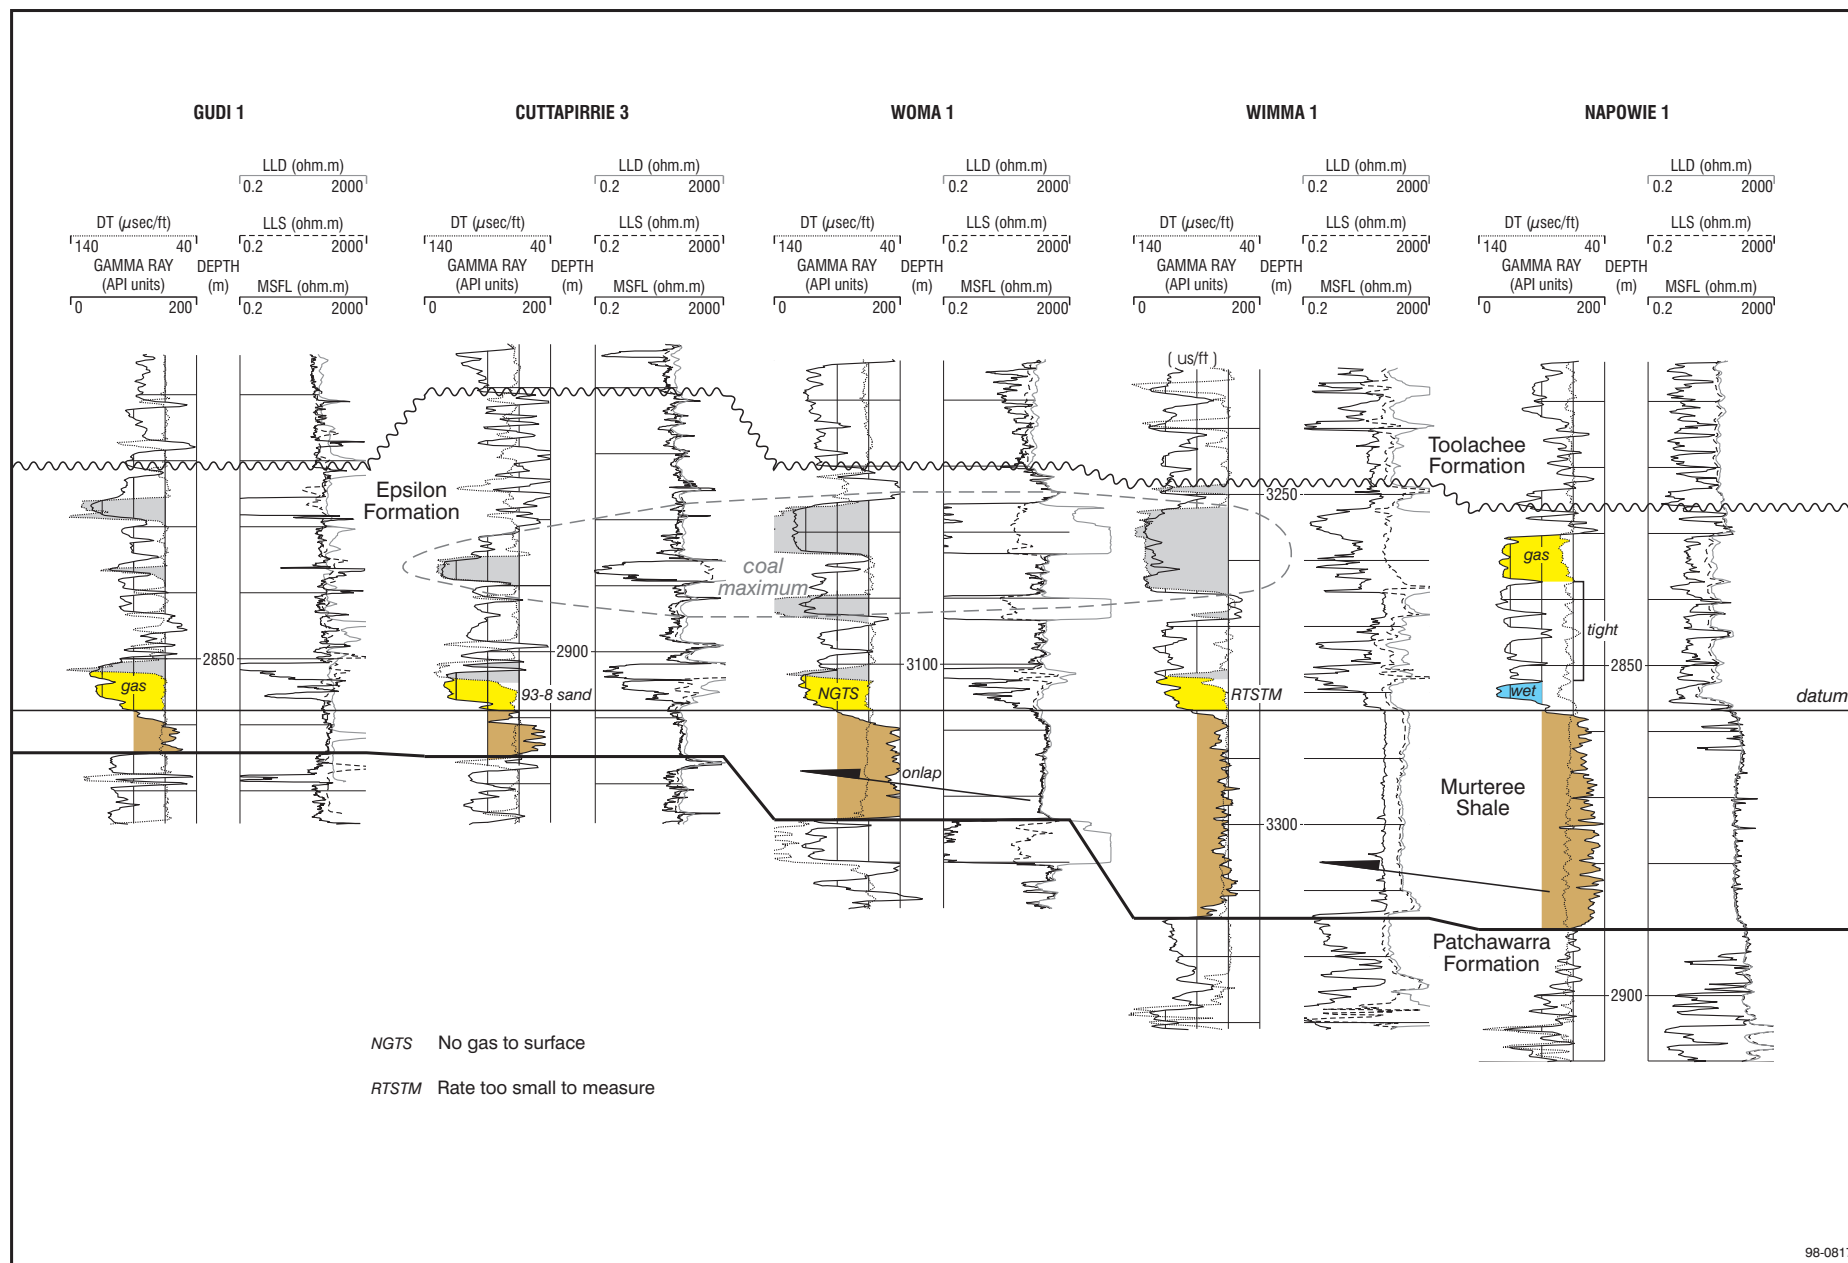 GUDI 1
CUTTAPIRRIE 3
WOMA 1
WIMMA 1
NAPOWIE 1
LLD (ohm.m)
0.2 2000
LLD (ohm.m)
0.2 2000
LLD (ohm.m)
0.2 2000
LLD (ohm.m)
0.2 2000
LLD (ohm.m)
0.2 2000
DT (µsec/ft)
140 40
LLS (ohm.m)
0.2 2000
DT (µsec/ft)
140 40
LLS (ohm.m)
0.2 2000
DT (µsec/ft)
140 40
LLS (ohm.m)
0.2 2000
DT (µsec/ft)
140 40
LLS (ohm.m)
0.2 2000
DT (µsec/ft)
140 40
LLS (ohm.m)
0.2 2000
GAMMA RAY
(API units)
0 200
DEPTH
(m)
MSFL (ohm.m)
0.2 2000
GAMMA RAY
(API units)
0 200
DEPTH
(m)
MSFL (ohm.m)
0.2 2000
GAMMA RAY
(API units)
0 200
DEPTH
(m)
MSFL (ohm.m)
0.2 2000
GAMMA RAY
(API units)
0 200
DEPTH
(m)
MSFL (ohm.m)
0.2 2000
GAMMA RAY
(API units)
0 200
DEPTH
(m)
MSFL (ohm.m)
0.2 2000
( us/ft )
Toolachee
Formation
Epsilon
Formation
3250
coal
maximum
gas
tight
2850
2900
3100
2850
gas
93-8 sand
NGTS
RTSTM
wet
datum
onlap
Murteree
Shale
3300
Patchawarra
Formation
2900
NGTS No gas to surface
RTSTM Rate too small to measure
98-0817